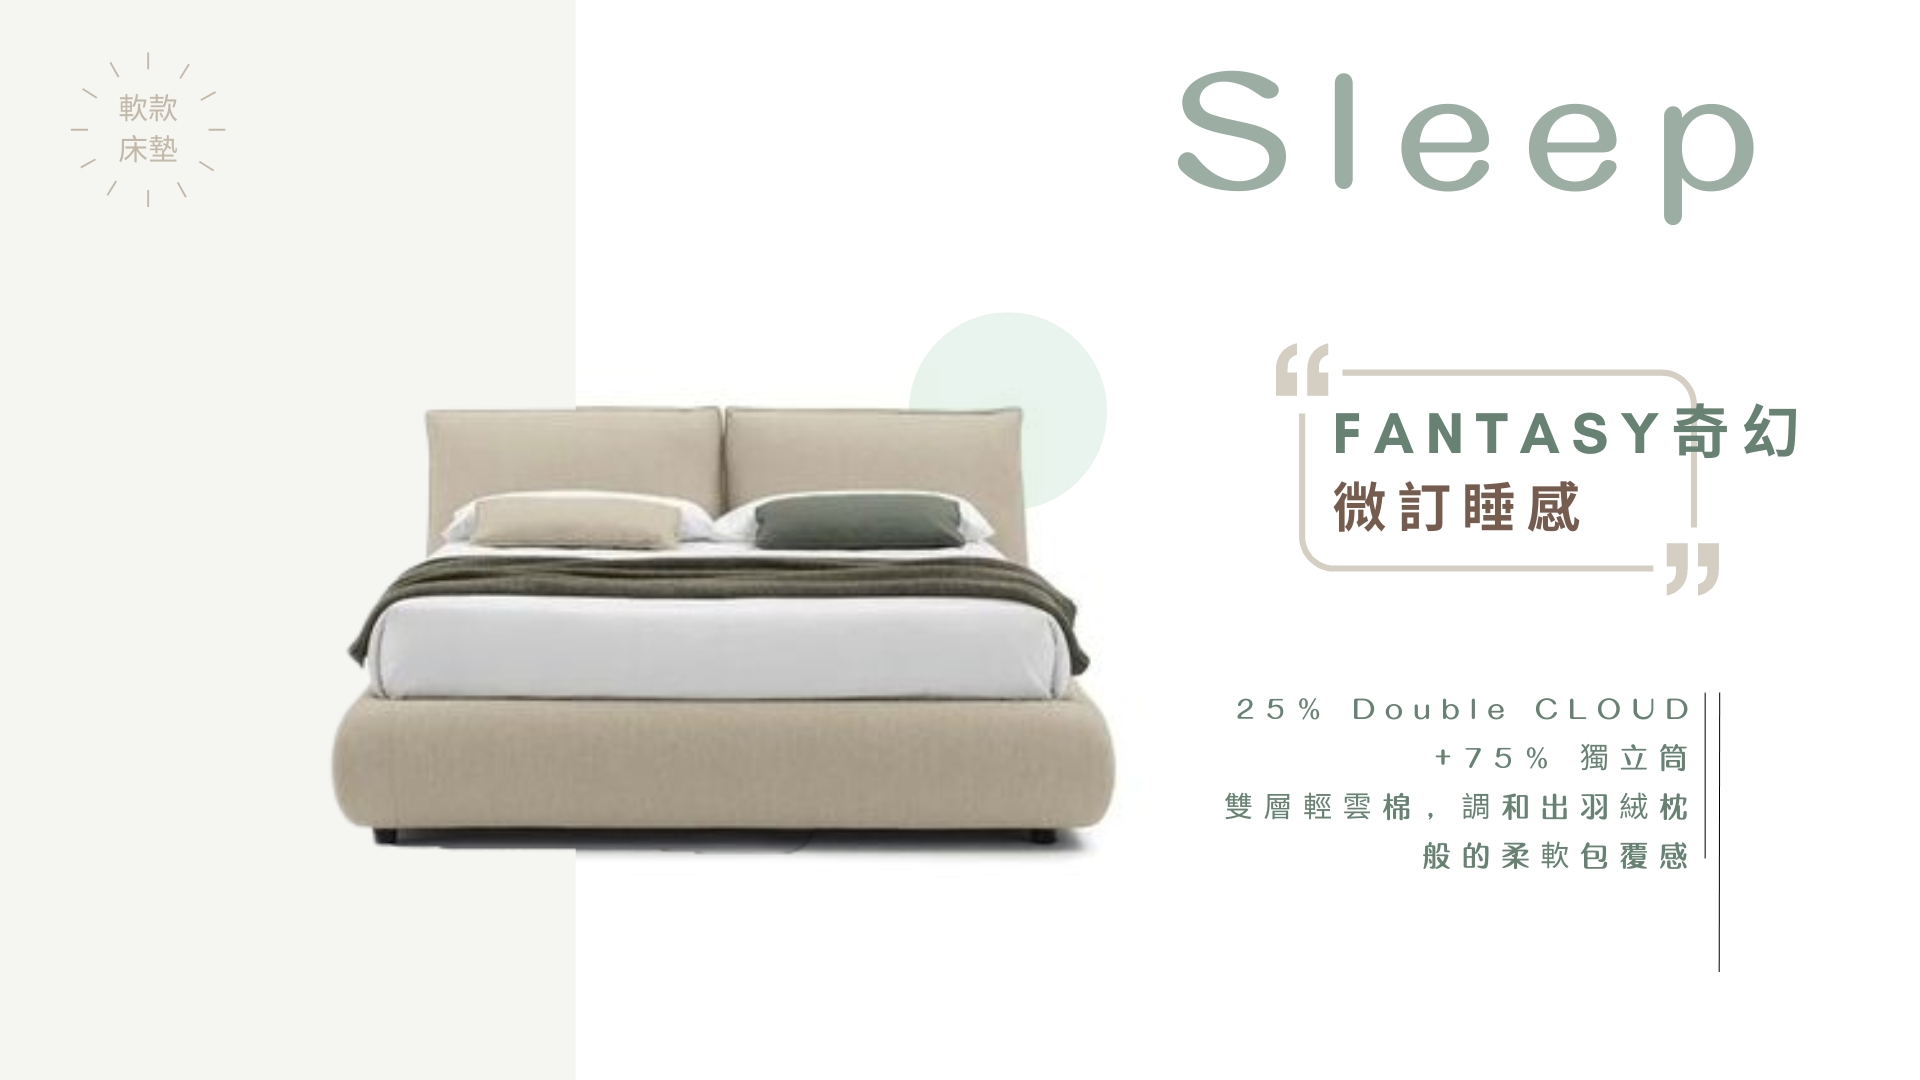 軟款
床墊
Sleep
FANTASY奇幻
微訂睡感
25% Double CLOUD
+75% 獨立筒
雙層輕雲棉，調和出羽絨枕
般的柔軟包覆感